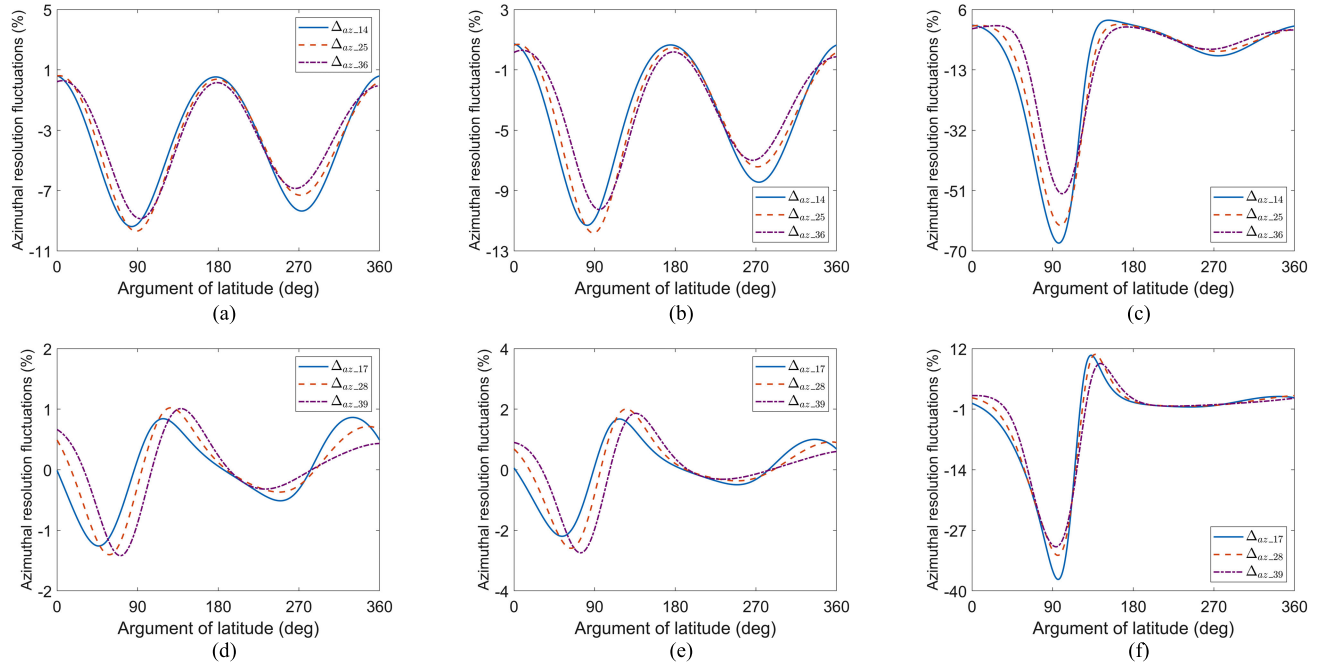 Azimuthal resolution fluctuations (%)
5
1
-3
-7
-11
Δaz_14
Δaz_25
Δaz_36
0 90 180 270 360
Argument of latitude (deg)
(a)
Azimuthal resolution fluctuations (%)
3
-1
-5
-9
-13
Δaz_14
Δaz_25
Δaz_36
0 90 180 270 360
Argument of latitude (deg)
(b)
Azimuthal resolution fluctuations (%)
6
-13
-32
-51
-70
Δaz_14
Δaz_25
Δaz_36
0 90 180 270 360
Argument of latitude (deg)
(c)
Azimuthal resolution fluctuations (%)
2
1
0
-1
-2
Δaz_17
Δaz_28
Δaz_39
0 90 180 270 360
Argument of latitude (deg)
(d)
Azimuthal resolution fluctuations (%)
4
2
0
-2
-4
Δaz_17
Δaz_28
Δaz_39
0 90 180 270 360
Argument of latitude (deg)
(e)
Azimuthal resolution fluctuations (%)
12
-1
-14
-27
-40
Δaz_17
Δaz_28
Δaz_39
0 90 180 270 360
Argument of latitude (deg)
(f)